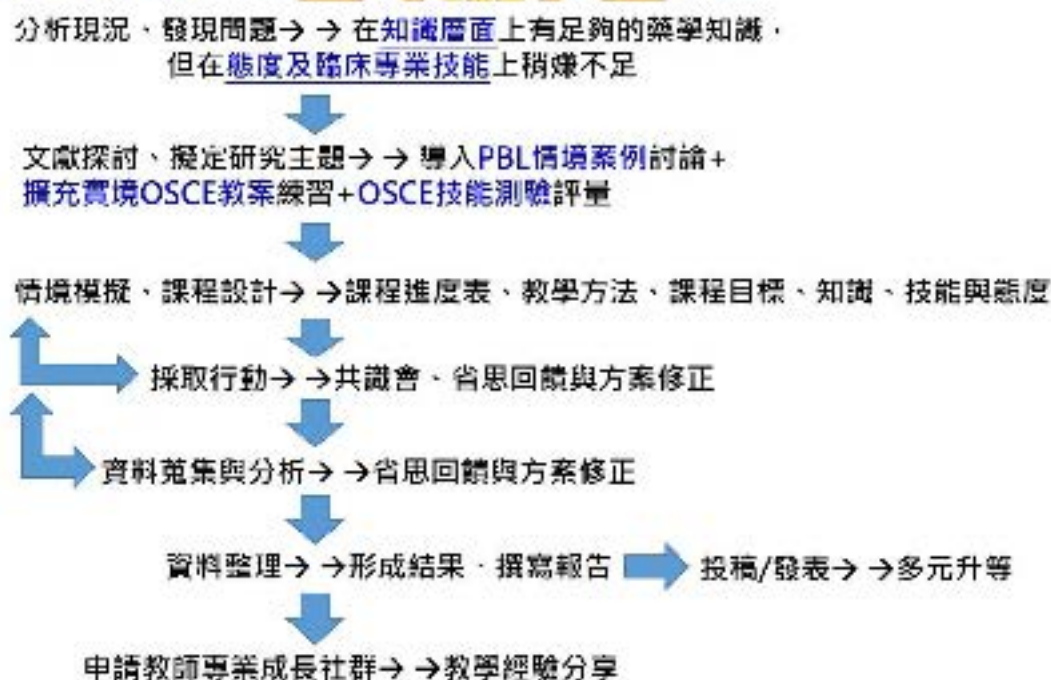 分析現況、發現問題→ → 在知識層面上有足夠的藥學知識，
但在態度及臨床專業技能上稍嫌不足
文獻探討、擬定研究主題→ → 導入PBL情境案例討論+
擴充實境OSCE教案練習+OSCE技能測驗評量
情境模擬、課程設計→ →課程進度表、教學方法、課程目標、知識、技能與態度
採取行動→ →共識會、省思回饋與方案修正
資料蒐集與分析→ →省思回饋與方案修正
資料整理→ →形成結果、撰寫報告 投稿/發表→ →多元升等
申請教師專業成長社群→ →教學經驗分享